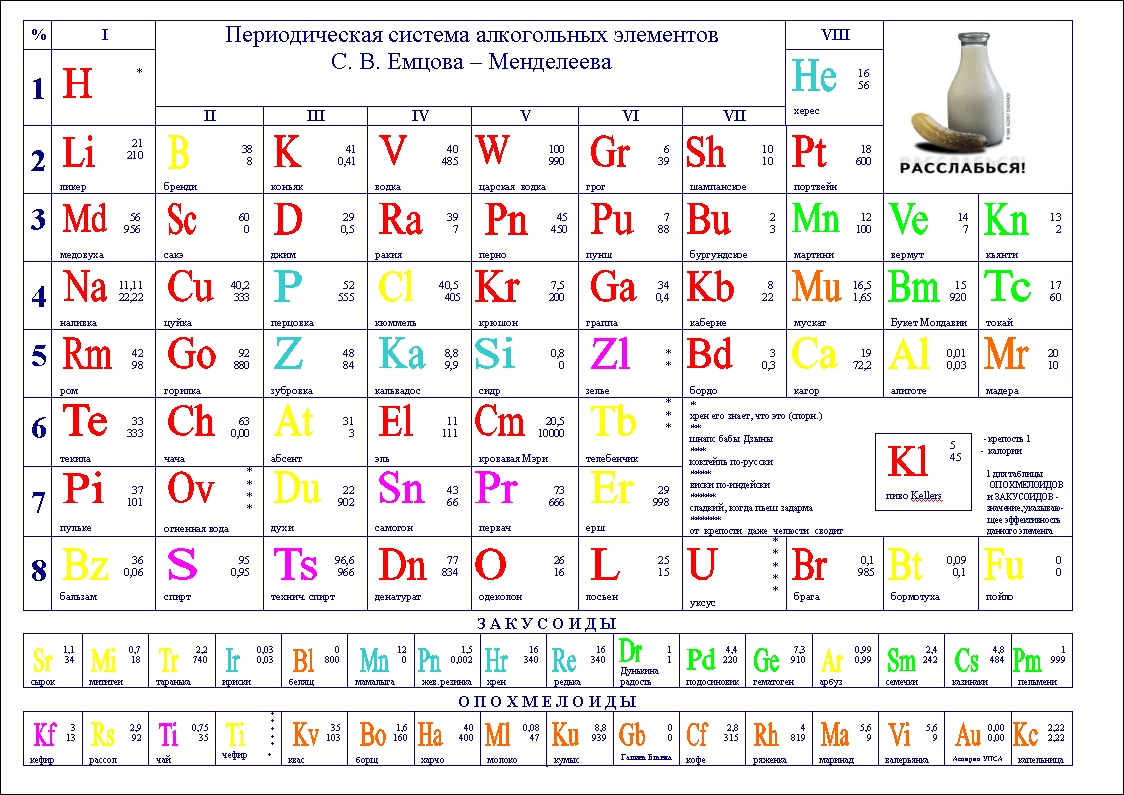 % I Периодическая система алкогольных элементов VIII
С. В. Емцова – Менделеева
1 H * He 16 56
херес
II III IV V VI VII
РАССЛАБЬСЯ!
2 Li 21 210 B 38 8 K 41 0,41 V 40 485 W 100 990 Gr 6 39 Sh 10 10 Pt 18 600
ликер бренди коньяк водка царская водка грог шампанское портвейн
3 Md 56 956 Sc 60 0 D 29 0,5 Ra 39 7 Pn 45 450 Pu 7 88 Bu 2 3 Mn 12 100 Ve 14 7 Kn 13 2
медовуха сакэ джим ракия перно пунш бургундское мартини вермут кьянти
4 Na 11,11 22,22 Cu 40,2 333 P 52 555 Cl 40,5 405 Kr 7,5 200 Ga 34 0,4 Kb 8 22 Mu 16,5 1,65 Bm 15 920 Tc 17 60
наливка цуйка перцовка кюммель крюшон граппа каберне мускат Букет Молдавии токай
5 Rm 42 98 Go 92 880 Z 48 84 Ka 8,8 9,9 Si 0,8 0 Zl * * Bd 3 0,3 Ca 19 72,2 Al 0,01 0,03 Mr 20 10
ром горилка зубровка кальвадос сидр зелье бордо кагор алиготе мадера
6 Te 33 333 Ch 63 0,00 At 31 3 El 11 111 Cm 20,5 10000 Tb * * *
текила чача абсент эль кровавая Мэри телебенчик
7 Pi 37 101 Ov * * * * Du 22 902 Sn 43 66 Pr 73 666 Er 29 998
пульке огненная вода духи самогон первач ерш
*
хрен его знает, что это (спорн.)
**
шнапс бабы Дзыны
****
коктейль по-русски
*****
виски по-индейски
******
сладкий, когда пьеш задарма
*******
от крепости даже челюсти сводит
Kl 5 45
пиво Kellers
- крепость 1
- калории
1 для таблицы
ОПОХМЕЛОИДОВ
и ЗАКУСОИДОВ -
значение,указываю-
щее эффективность
данного элемента
8 Bz 36 0,06 S 95 0,95 Ts 96,6 966 Dn 77 834 O 26 16 L 25 15 U * * * * * Br 0,1 985 Bt 0,09 0,1 Fu 0 0
бальзам спирт технич. спирт денатурат одеколон лосьен уксус брага бормотуха пойло
ЗАКУСОИДЫ
Sr 1,1 34 Mi 0,7 18 Tr 2,2 740 Ir 0,03 0,03 Bl 0 800 Mn 12 0 Pn 1,5 0,002 Hr 16 340 Re 16 340 Dr 1 1 Pd 4,4 220 Ge 7,3 910 Ar 0,99 0,99 Sm 2,4 242 Cs 4,8 484 Pm 1 999
сырок мититеи таранька ириски беляш мамалыга жев.резинка хрен редька Дунькина радость подосиновик гематоген арбуз семечки казинаки пельмени
ОПОХМЕЛОИДЫ
Kf 3 13 Rs 2,9 92 Ti 0,75 35 Ti * * * * * * Kv 35 103 Bo 1,6 160 Ha 40 400 Ml 0,08 47 Ku 8,8 939 Gb 0 0 Cf 2,8 315 Rh 4 819 Ma 5,6 9 Vi 5,6 9 Au 0,00 0,00 Kc 2,22 2,22
кефир рассол чай чефир квас борщ харчо молоко кумыс Галина Бланка кофе ряженка маринад валерьянка Аспирин УПСА капельница